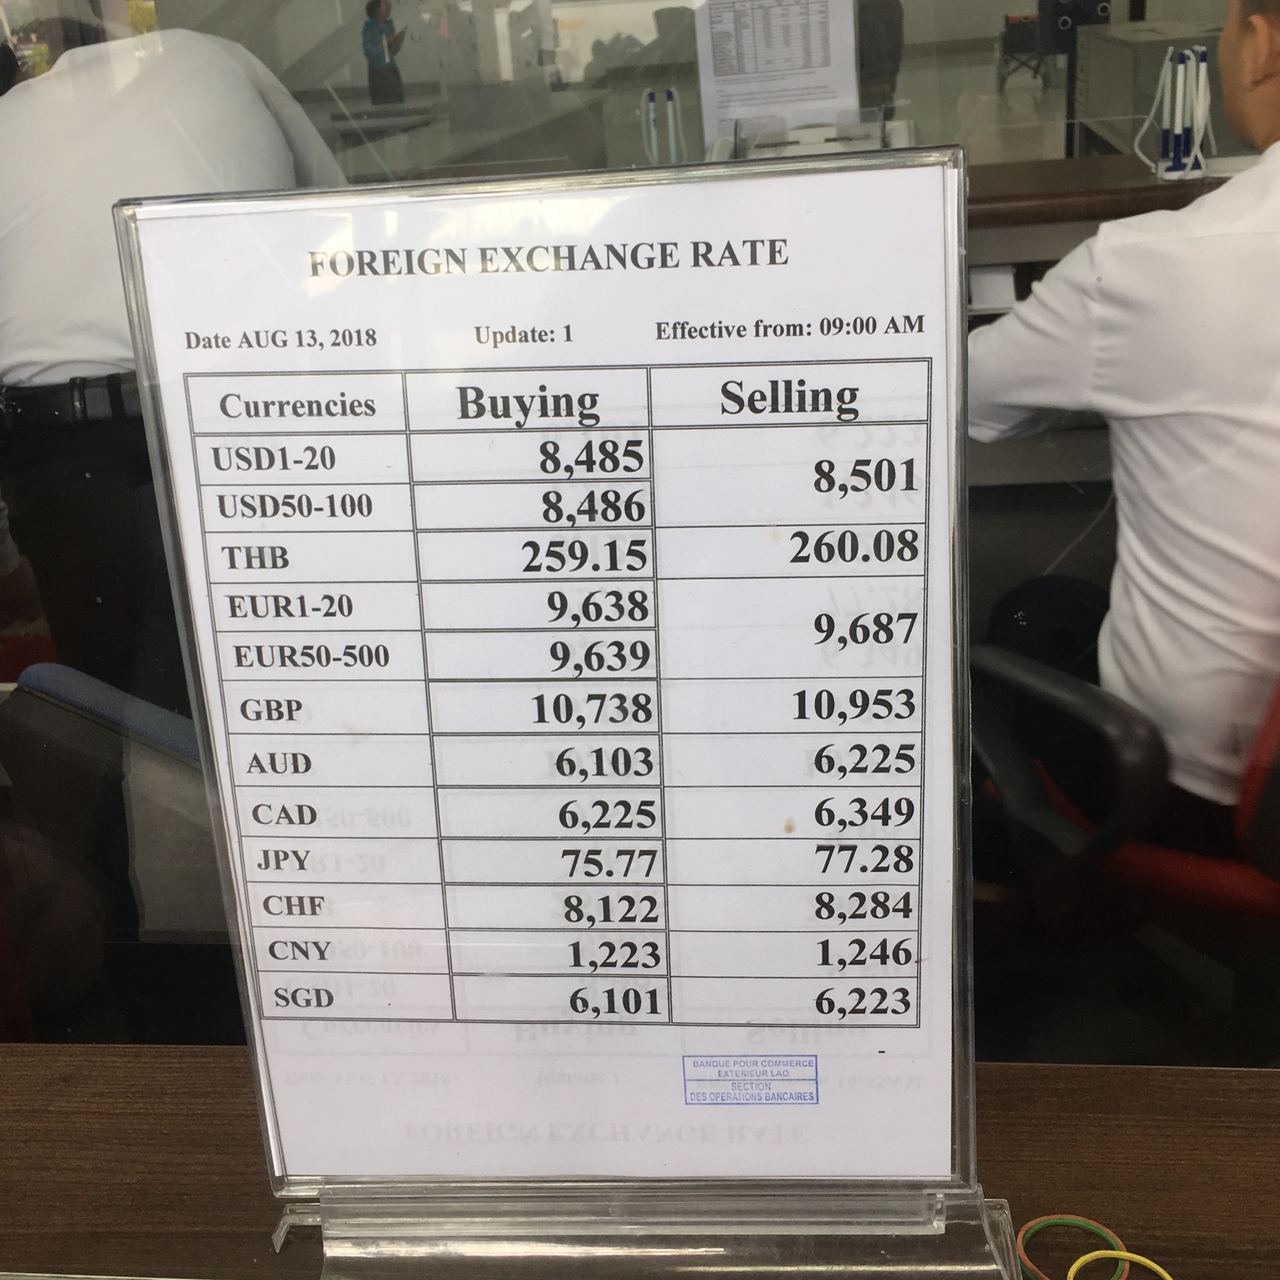 FOREIGN EXCHANGE RATE
Date AUG 13, 2018 Update: 1 Effective from: 09:00 AM
Currencies Buying Selling
USD1-20 8,485 8,501
USD50-100 8,486
THB 259.15 260.08
EUR1-20 9,638 9,687
EUR50-500 9,639
GBP 10,738 10,953
AUD 6,103 6,225
CAD 6,225 6,349
JPY 75.77 77.28
CHF 8,122 8,284
CNY 1,223 1,246
SGD 6,101 6,223
BANQUE POUR COMMERCE
EXTERIEUR LAO
SECTION
DES OPERATIONS BANCAIRES